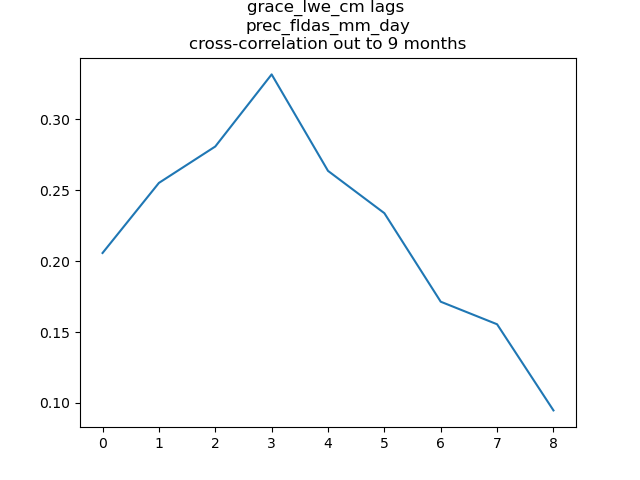 grace_lwe_cm lags
prec_fldas_mm_day
cross-correlation out to 9 months
0.30
0.25
0.20
0.15
0.10
0 1 2 3 4 5 6 7 8